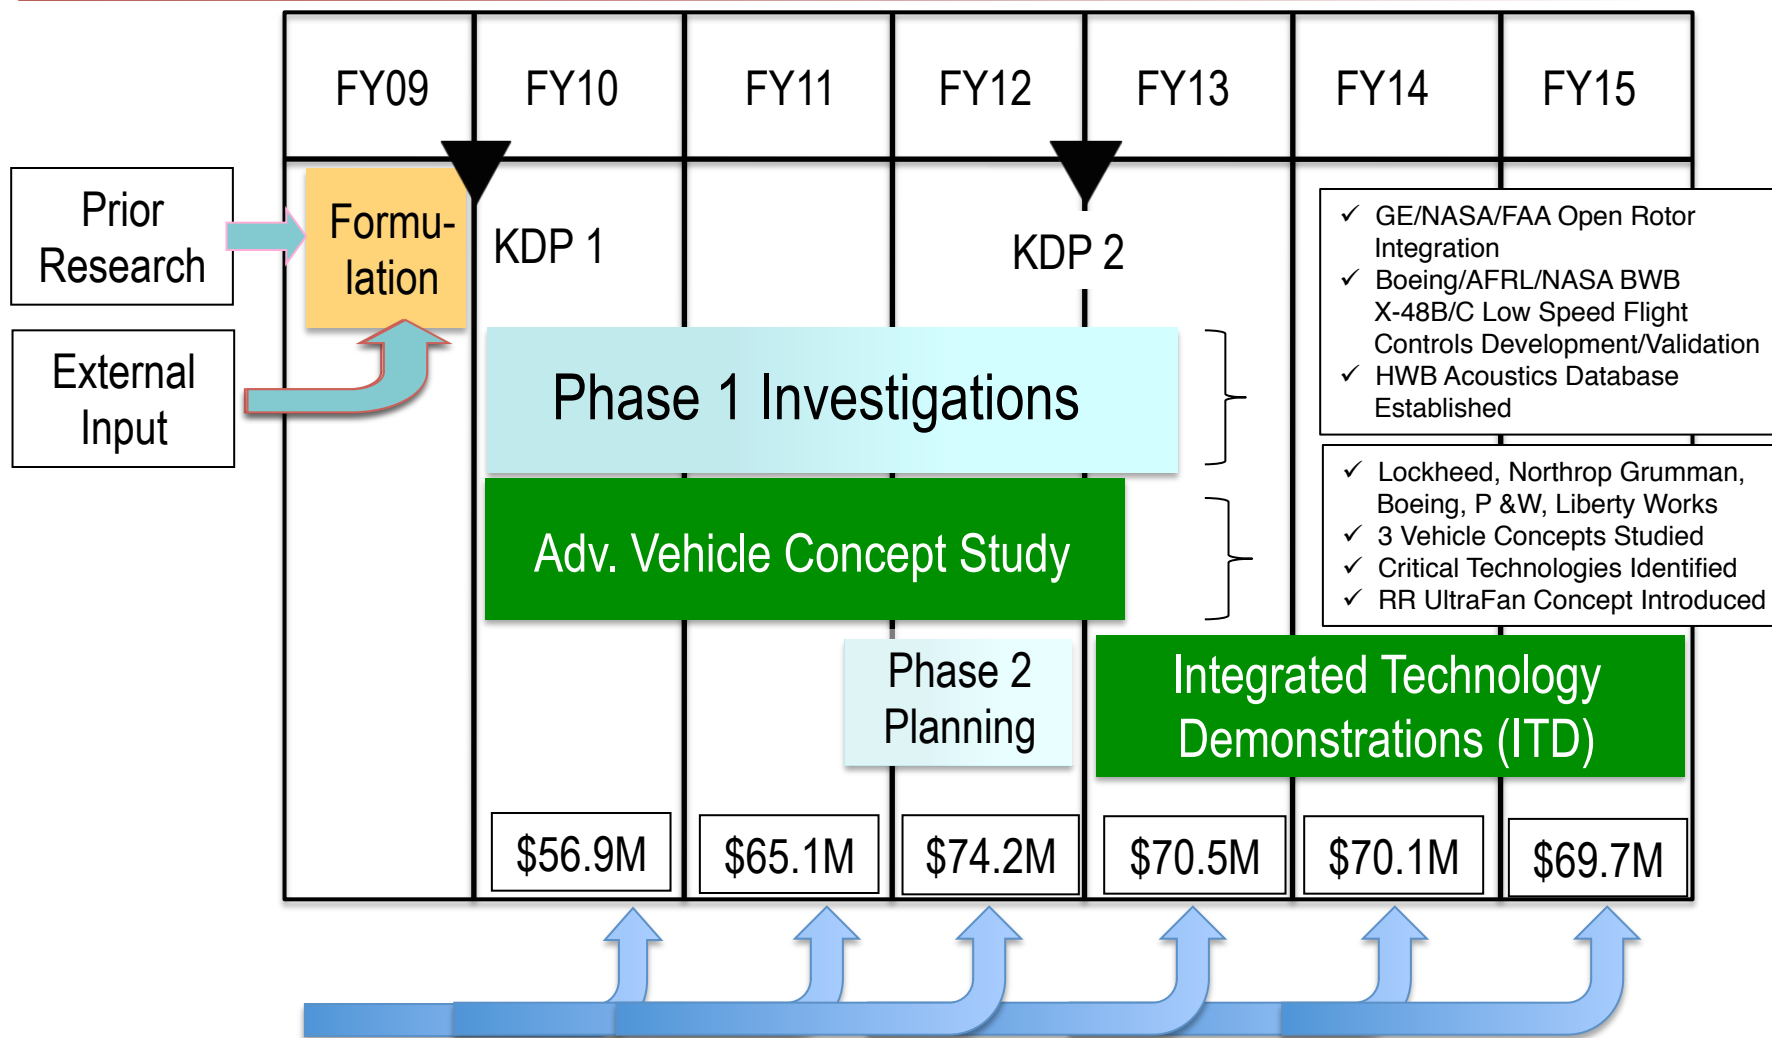 FY09 FY10 FY11 FY12 FY13 FY14 FY15
Prior
Research
External
Input
Formu-
lation
KDP 1
KDP 2
Phase 1 Investigations
✓ GE/NASA/FAA Open Rotor
Integration
✓ Boeing/AFRL/NASA BWB
X-48B/C Low Speed Flight
Controls Development/Validation
✓ HWB Acoustics Database
Established
Adv. Vehicle Concept Study
✓ Lockheed, Northrop Grumman,
Boeing, P &W, Liberty Works
✓ 3 Vehicle Concepts Studied
✓ Critical Technologies Identified
✓ RR UltraFan Concept Introduced
Phase 2
Planning
Integrated Technology
Demonstrations (ITD)
$56.9M $65.1M $74.2M $70.5M $70.1M $69.7M